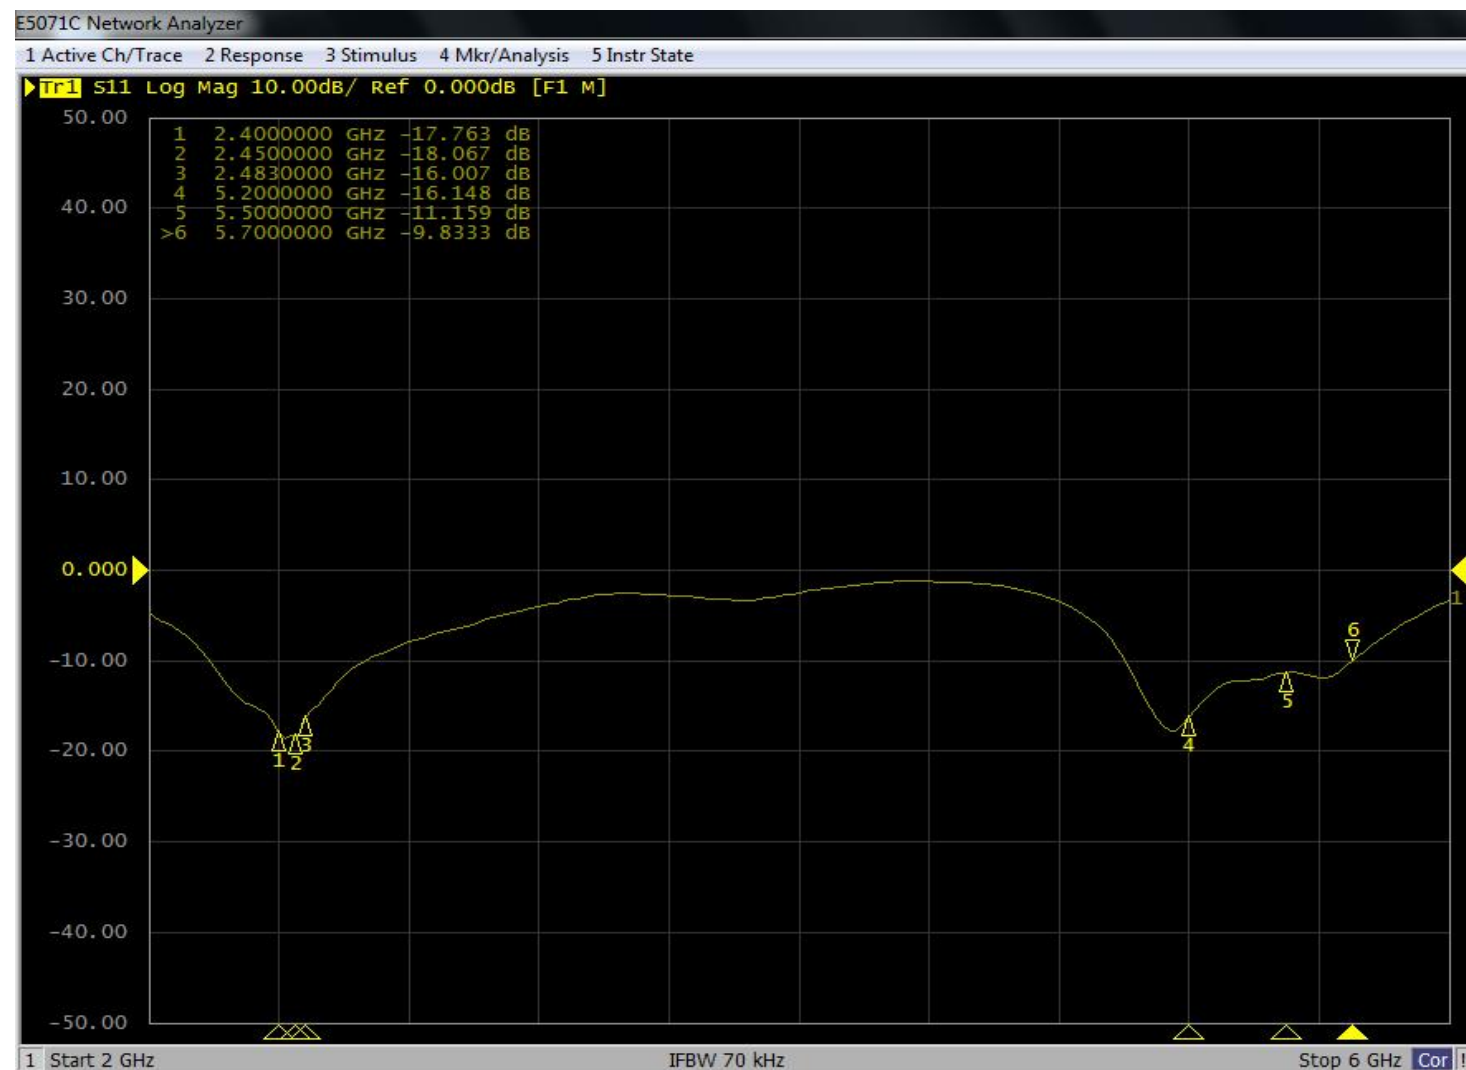 E5071C Network Analyzer
1 Active Ch/Trace 2 Response 3 Stimulus 4 Mkr/Analysis 5 Instr State
Tr1 S11 Log Mag 10.00dB/ Ref 0.000dB [F1 M]
50.00
1 2.4000000 GHz -17.763 dB
2 2.4500000 GHz -18.067 dB
3 2.4830000 GHz -16.007 dB
4 5.2000000 GHz -16.148 dB
40.00
5 5.5000000 GHz -11.159 dB
>6 5.7000000 GHz -9.8333 dB
30.00
20.00
10.00
0.000
1
6
-10.00
5
3
4
-20.00
1
2
-30.00
-40.00
-50.00
1 Start 2 GHz IFBW 70 kHz Stop 6 GHz Cor !